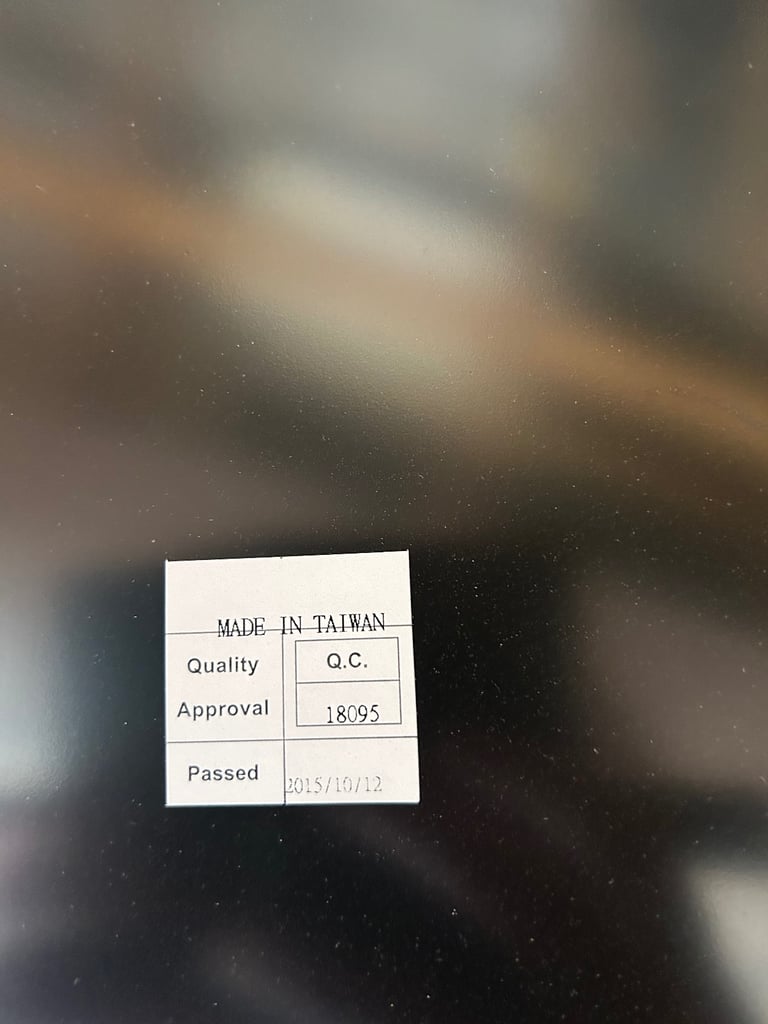 MADE IN TAIWAN
Quality
Approval
Q.C.
18095
Passed
2015/10/12